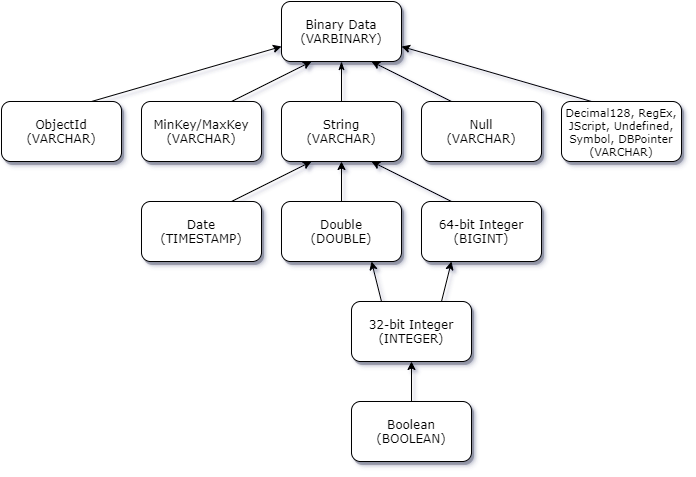 Binary Data
(VARBINARY)
ObjectId
(VARCHAR)
MinKey/MaxKey
(VARCHAR)
String
(VARCHAR)
Null
(VARCHAR)
Decimal128, RegEx,
JScript, Undefined,
Symbol, DBPointer
(VARCHAR)
Date
(TIMESTAMP)
Double
(DOUBLE)
64-bit Integer
(BIGINT)
32-bit Integer
(INTEGER)
Boolean
(BOOLEAN)